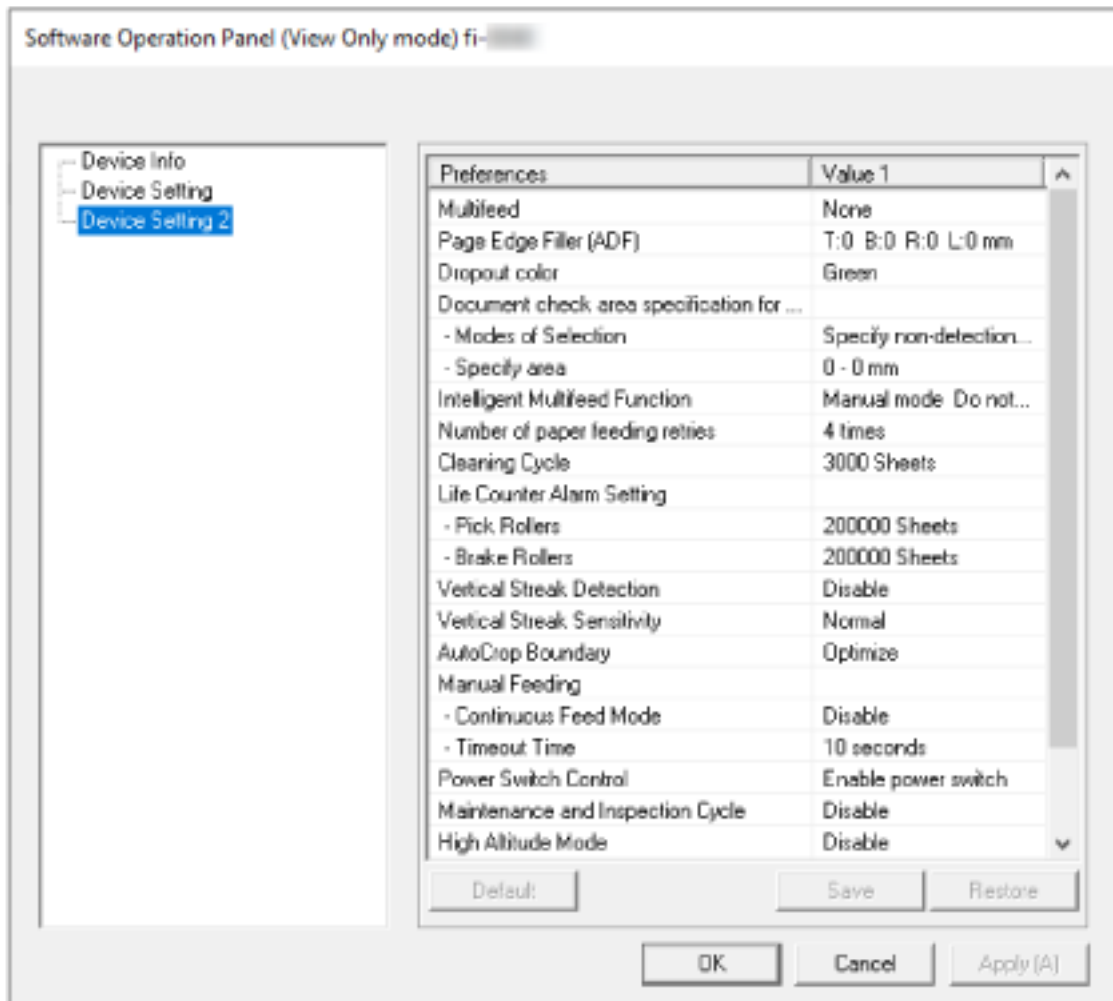 Software Operation Panel (View Only mode) fi-
Device Info
Device Setting
Device Setting 2
Preferences Value 1
Multifeed None
Page Edge Filler (ADF) T:0 B:0 R:0 L:0 mm
Dropout color Green
Document check area specification for ...
- Modes of Selection Specify non-detection...
- Specify area 0 - 0 mm
Intelligent Multifeed Function Manual mode Do not...
Number of paper feeding retries 4 times
Cleaning Cycle 3000 Sheets
Life Counter Alarm Setting
- Pick Rollers 200000 Sheets
- Brake Rollers 200000 Sheets
Vertical Streak Detection Disable
Vertical Streak Sensitivity Normal
AutoCrop Boundary Optimize
Manual Feeding
- Continuous Feed Mode Disable
- Timeout Time 10 seconds
Power Switch Control Enable power switch
Maintenance and Inspection Cycle Disable
High Altitude Mode Disable
Default Save Restore
OK Cancel Apply (A)